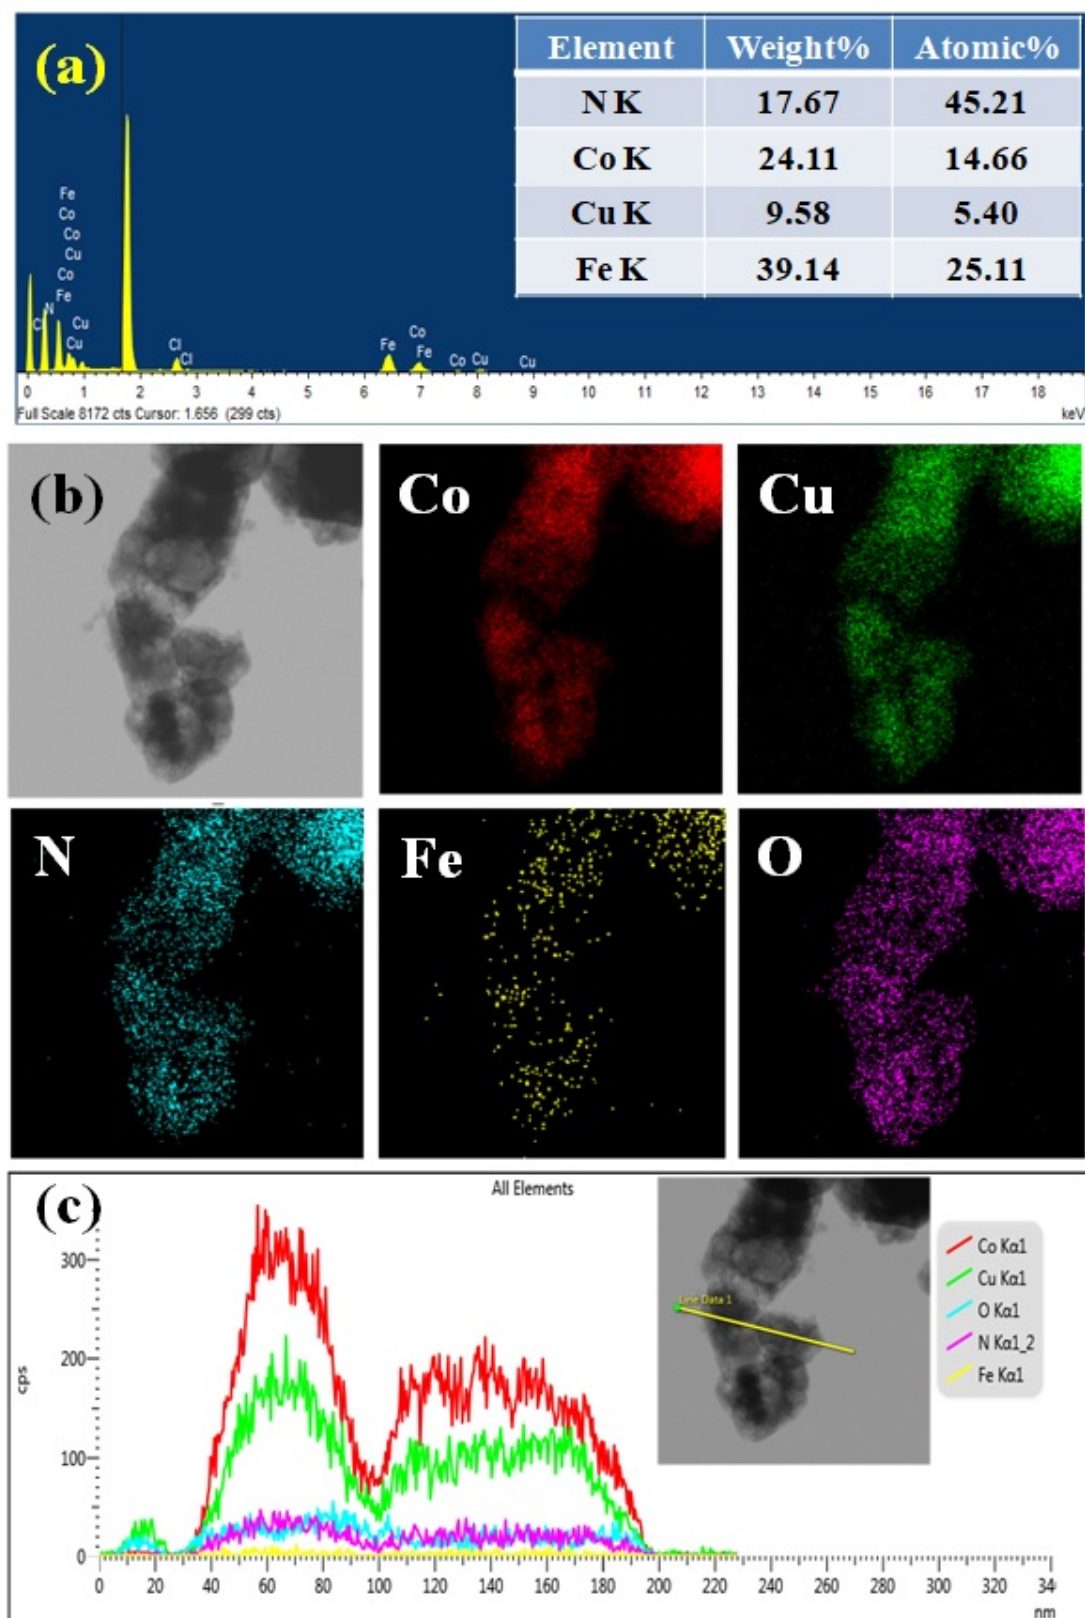 (a)
Element Weight% Atomic%
N K 17.67 45.21
Co K 24.11 14.66
Cu K 9.58 5.40
Fe K 39.14 25.11
Fe
Co
Co
Cu
Co
Fe
Cl N
Cu
Cu
Cl
Cl
Fe
Co
Fe
Co
Cu
Cu
0 1 2 3 4 5 6 7 8 9 10 11 12 13 14 15 16 17 18
Full Scale 8172 cts Cursor: 1.656 (299 cts) keV
(b) Co Cu
N Fe O
(c)
All Elements
Line Data 1
Co Kα1
Cu Kα1
O Kα1
N Kα1_2
Fe Kα1
300
200
100
0
cps
0 20 40 60 80 100 120 140 160 180 200 220 240 260 280 300 320 34
nm